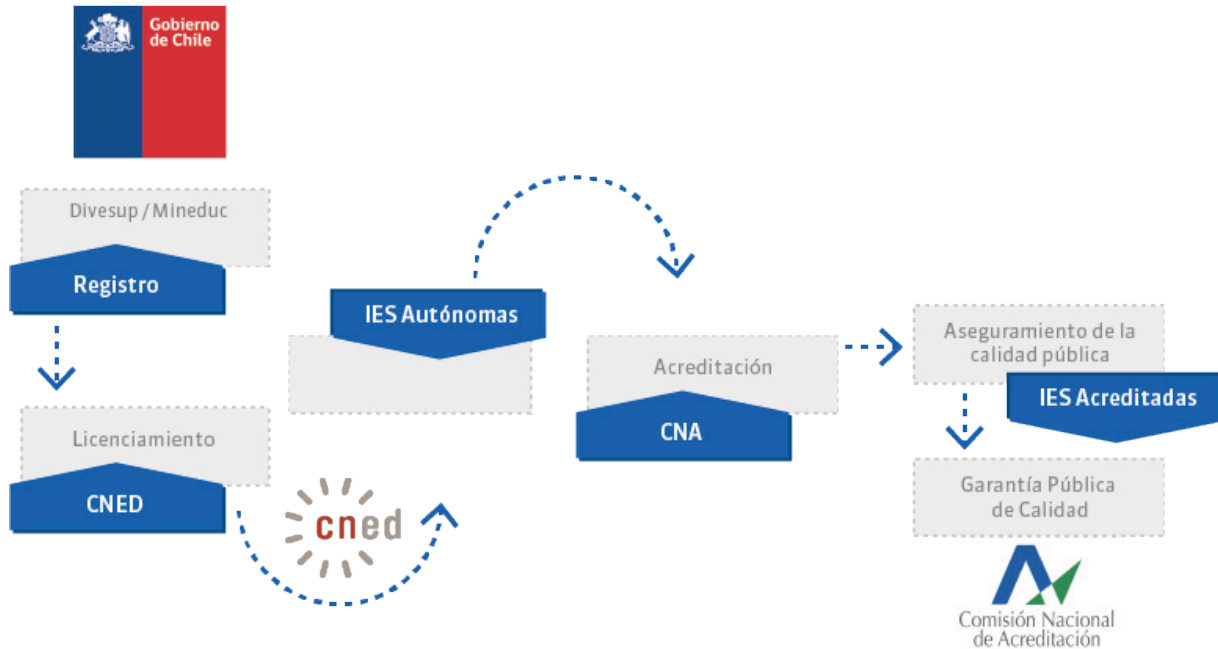 Gobierno
de Chile
Divesup / Mineduc
Registro
Licenciamiento
CNED
cned
IES Autónomas
Acreditación
CNA
Aseguramiento de la
calidad pública
IES Acreditadas
Garantía Pública
de Calidad
Comisión Nacional
de Acreditación